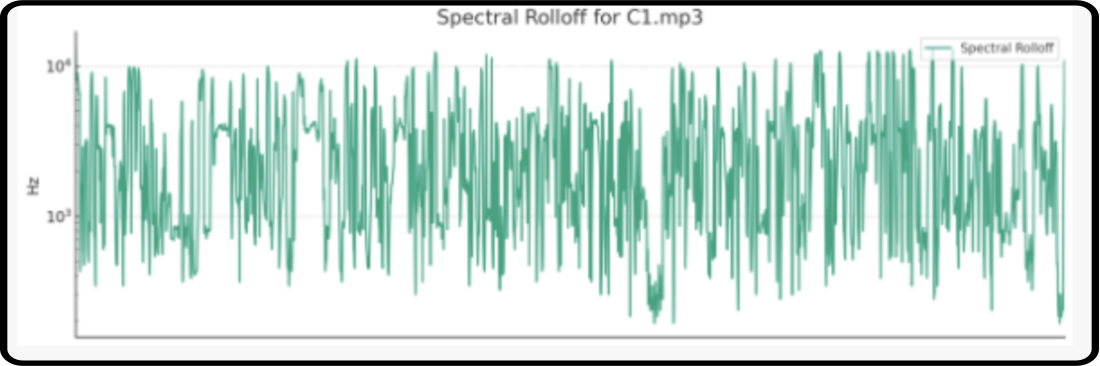 Spectral Rolloff for C1.mp3
Spectral Rolloff
10⁴
Hz
10³